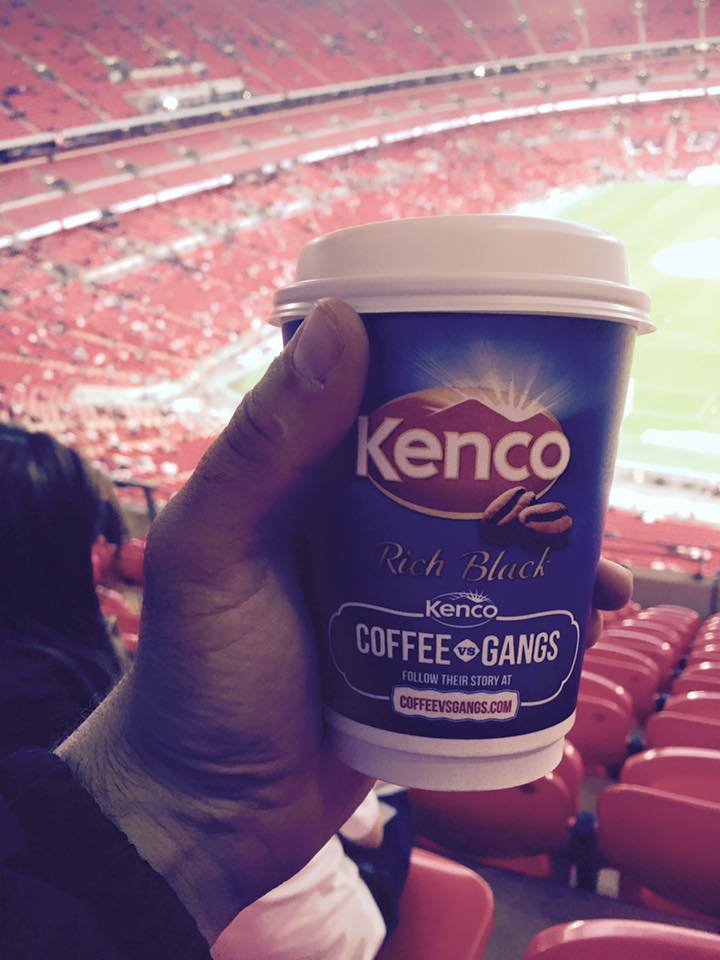 Kenco
Rich Black
Kenco
COFFEE VS GANGS
FOLLOW THEIR STORY AT
COFFEEVSGANGS.COM